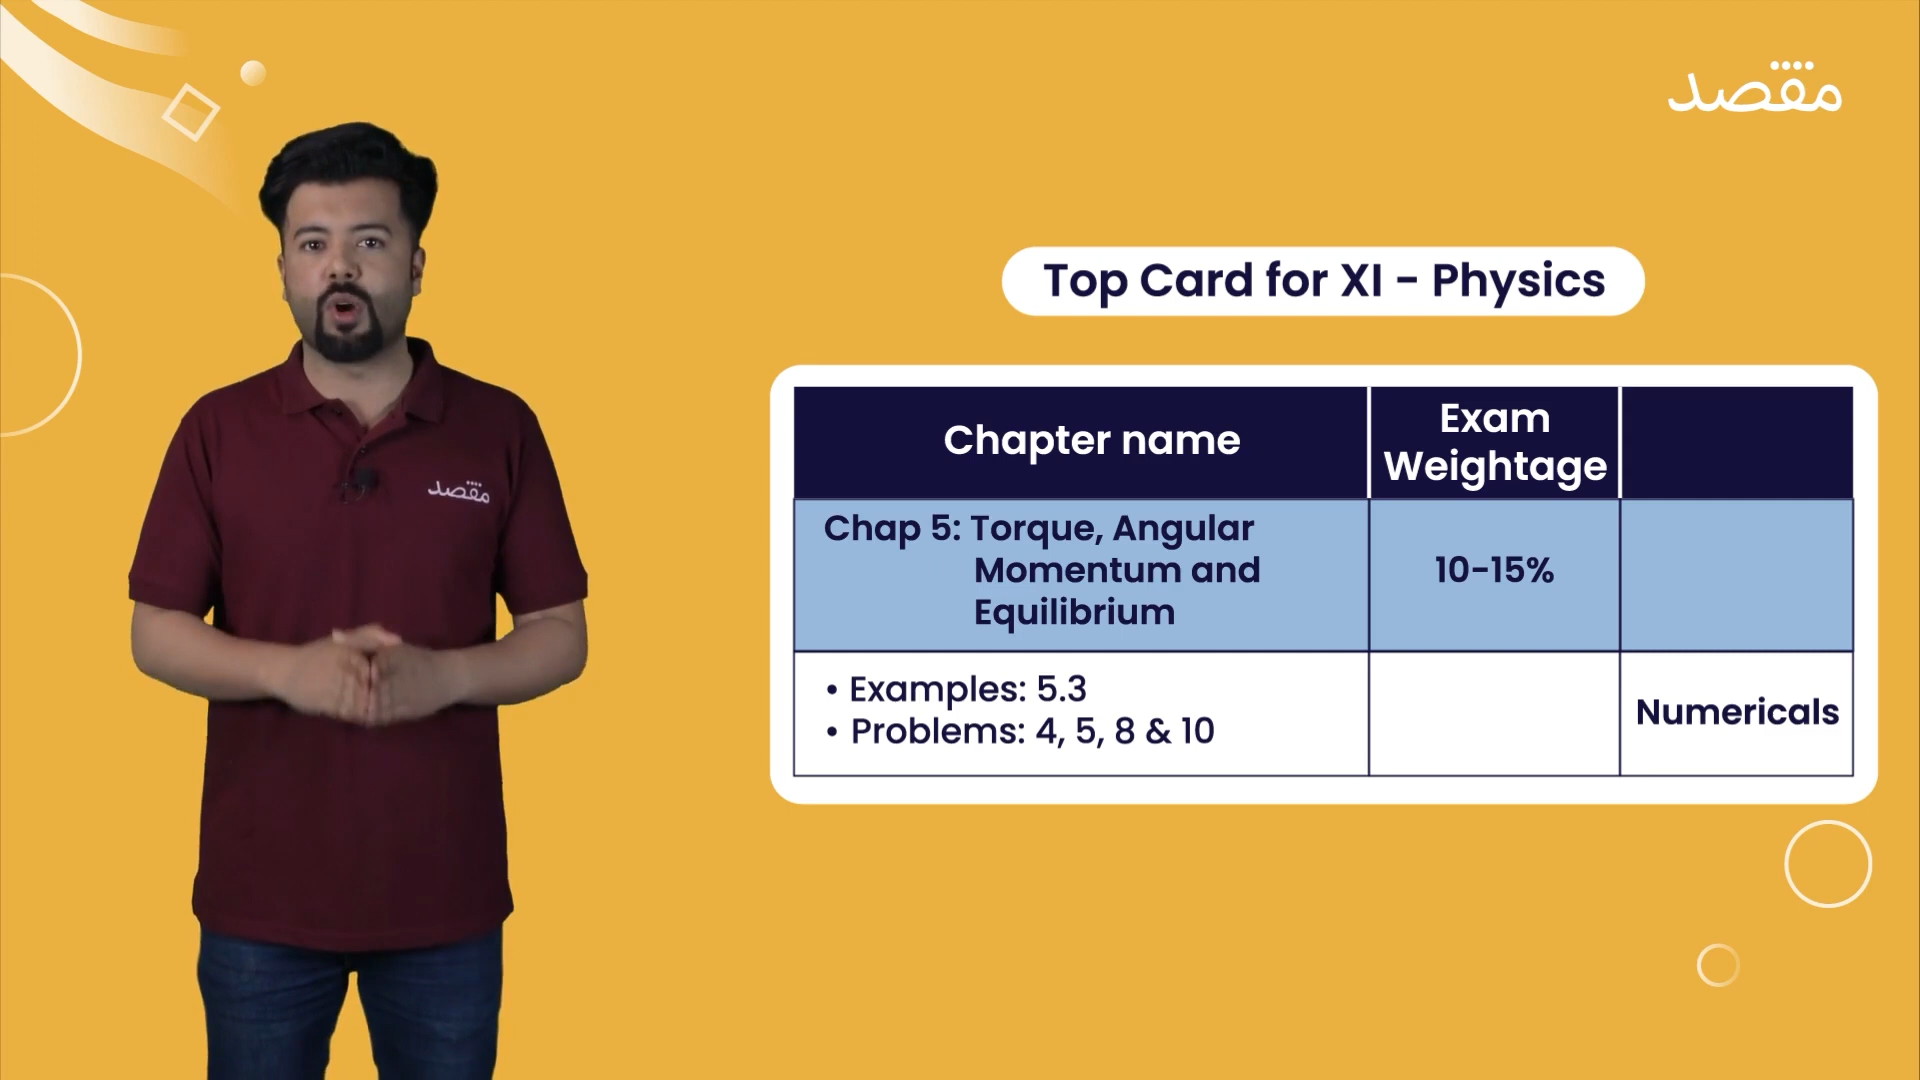 مقصد
Top Card for XI - Physics
Chapter name
Exam
Weightage
Chap 5: Torque, Angular
Momentum and
Equilibrium
10-15%
• Examples: 5.3
• Problems: 4, 5, 8 & 10
Numericals
مقصد